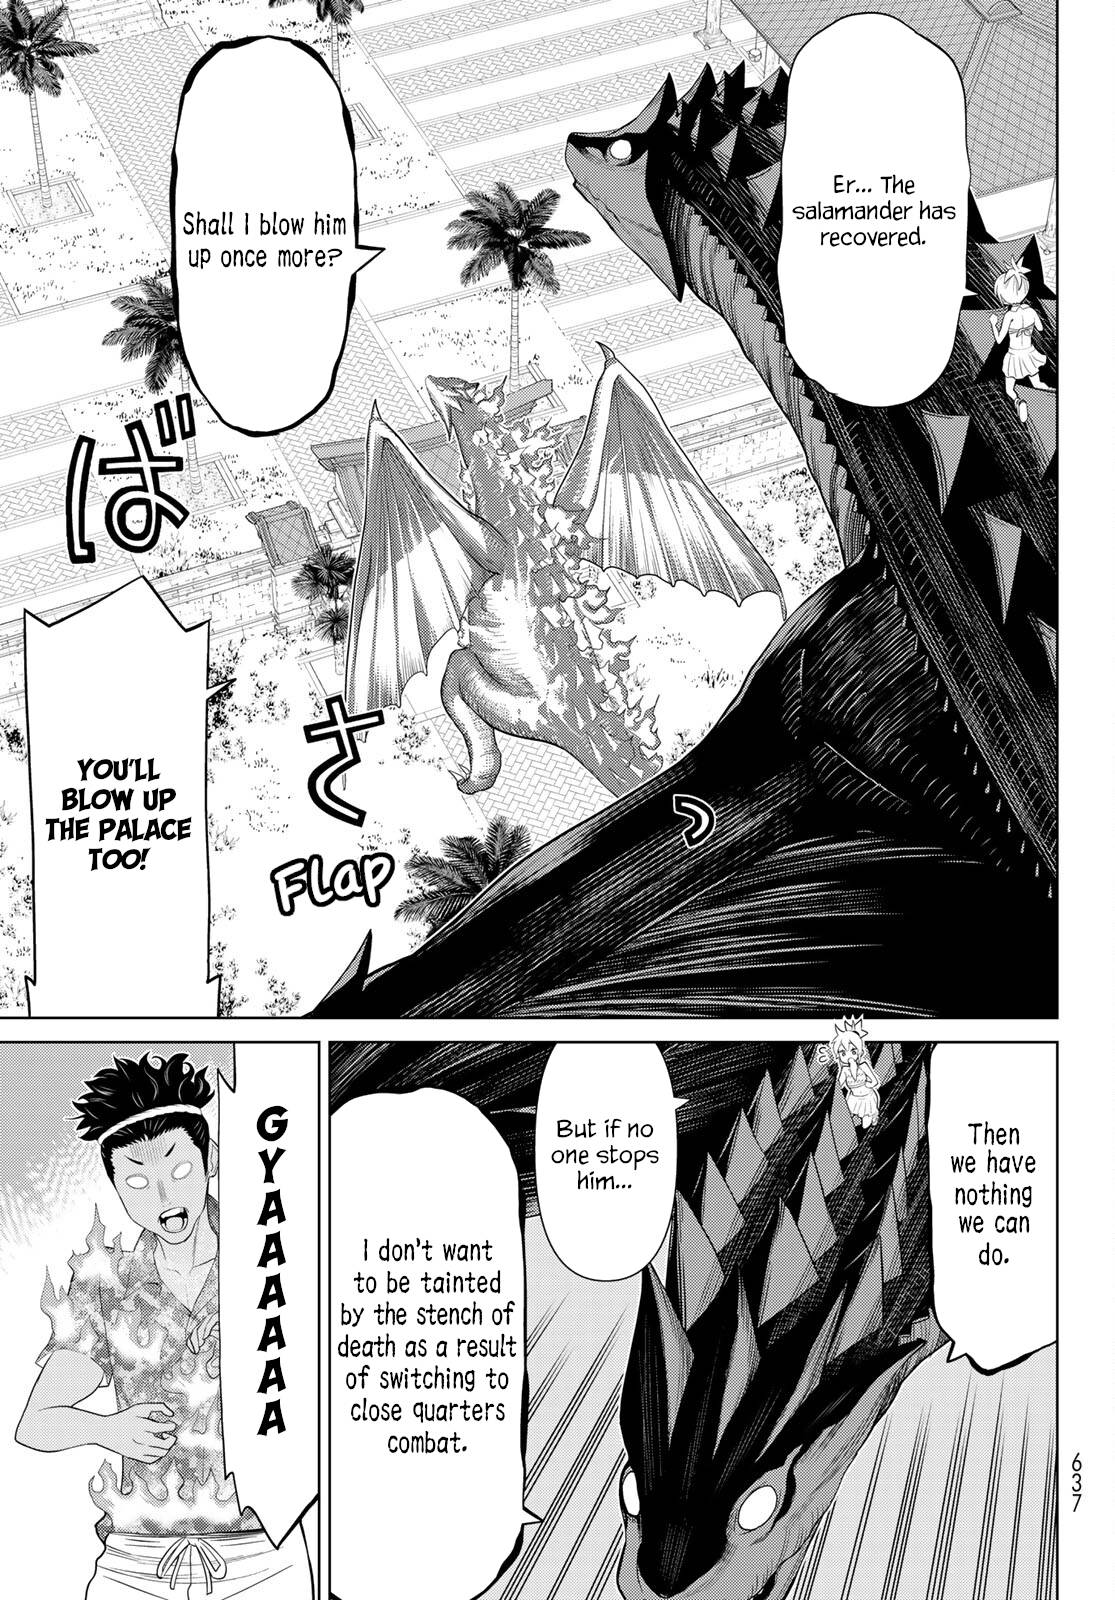 Er... The
salamander has
recovered.
Shall I blow him
up once more?
ばさ
Flap
YOU'LL
BLOW UP
THE PALACE
TOO!
Then
we have
nothing
we can
do.
But if no
one stops
him...
I don't want
to be tainted
by the stench of
death as a result
of switching to
close quarters
combat.
GYAAAAAA
637